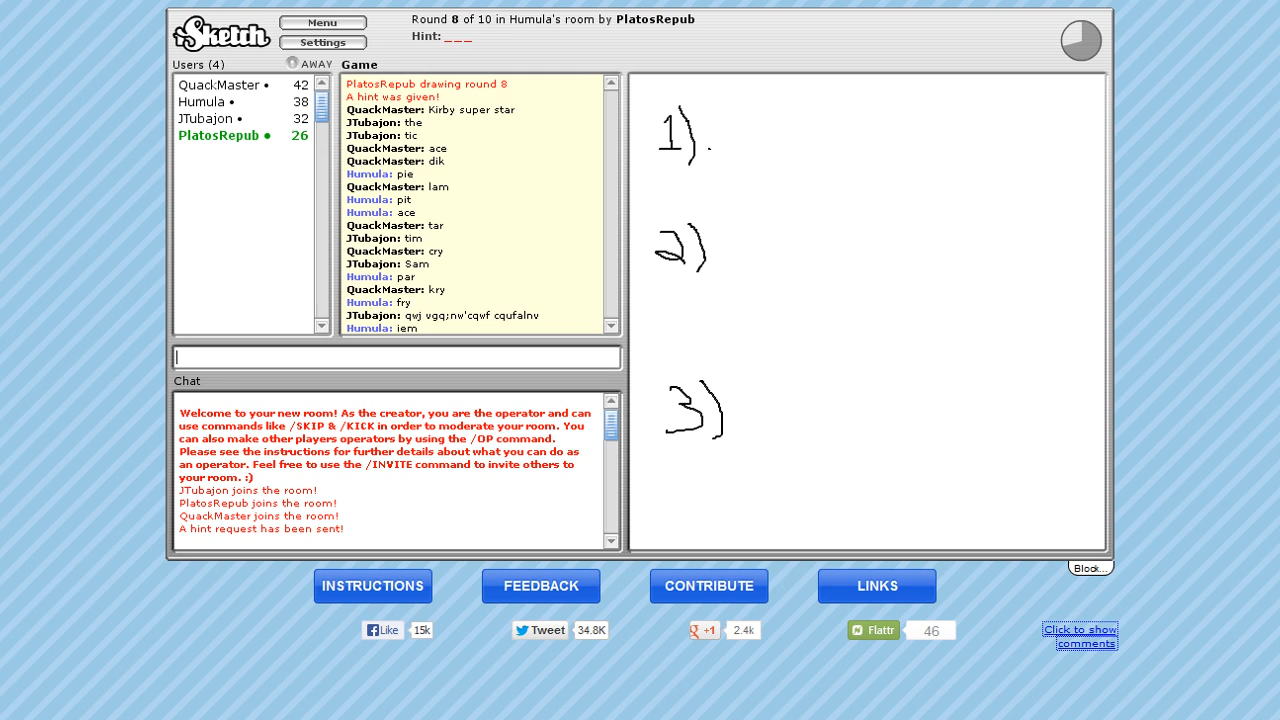 iSketch
Menu
Settings
Round 8 of 10 in Humula's room by PlatosRepub
Hint: _ _ _
Users (4)
AWAY
Game
QuackMaster • 42
Humula • 38
JTubajon • 32
PlatosRepub • 26
PlatosRepub drawing round 8
A hint was given!
QuackMaster: Kirby super star
JTubajon: the
JTubajon: tic
QuackMaster: ace
QuackMaster: dik
Humula: pie
QuackMaster: lam
Humula: pit
Humula: ace
QuackMaster: tar
JTubajon: tim
QuackMaster: cry
JTubajon: Sam
Humula: par
QuackMaster: kry
Humula: fry
JTubajon: qwj vgq;nw'cqwf cqufalnv
Humula: iem
1).
2)
3)
Chat
Welcome to your new room! As the creator, you are the operator and can
use commands like /SKIP & /KICK in order to moderate your room. You
can also make other players operators by using the /OP command.
Please see the instructions for further details about what you can do as
an operator. Feel free to use the /INVITE command to invite others to
your room. :)
JTubajon joins the room!
PlatosRepub joins the room!
QuackMaster joins the room!
A hint request has been sent!
Block...
INSTRUCTIONS
FEEDBACK
CONTRIBUTE
LINKS
Like 15k
Tweet 34.8K
g +1 2.4k
Flattr 46
Click to show
comments